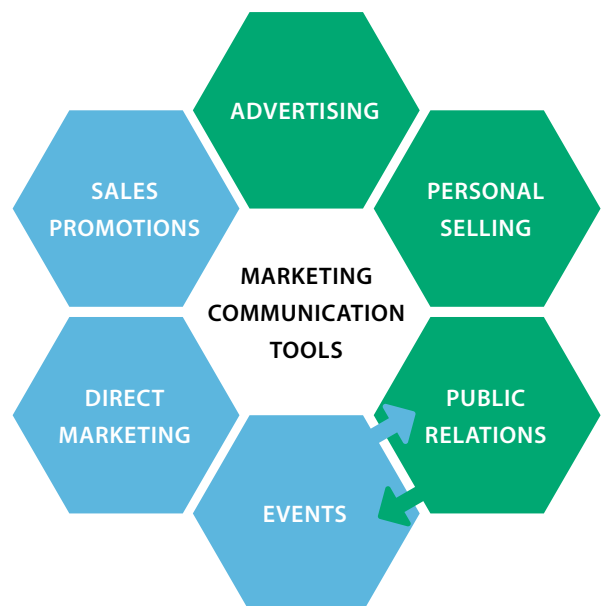 ADVERTISING
SALES
PROMOTIONS
PERSONAL
SELLING
MARKETING
COMMUNICATION
TOOLS
DIRECT
MARKETING
PUBLIC
RELATIONS
EVENTS